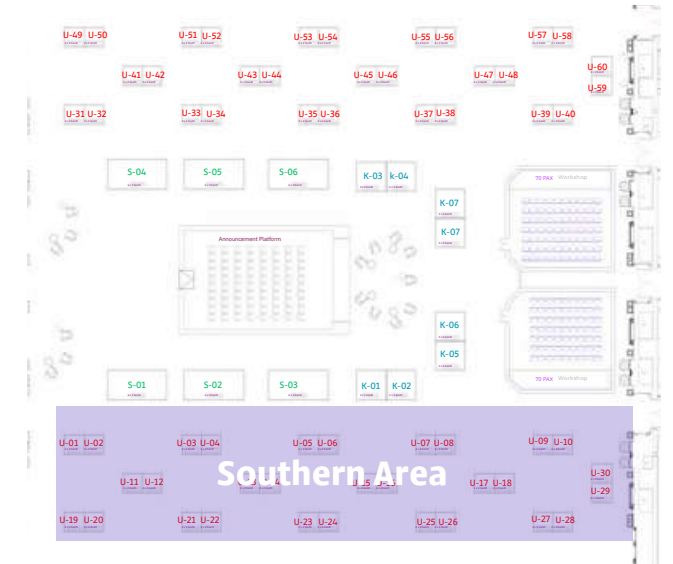 U-49 U-50 U-51 U-52 U-53 U-54 U-55 U-56 U-57 U-58
U-60
U-41 U-42 U-43 U-44 U-45 U-46 U-47 U-48
U-59
U-31 U-32 U-33 U-34 U-35 U-36 U-37 U-38 U-39 U-40
S-04 S-05 S-06 K-03 k-04
70 PAX Workshop
K-07
K-07
Announcement Platform
K-06
K-05
70 PAX Workshop
S-01 S-02 S-03 K-01 K-02
U-01 U-02 U-03 U-04 U-05 U-06 U-07 U-08 U-09 U-10
Southern Area
U-11 U-12 U-17 U-18
U-30
U-29
U-19 U-20 U-21 U-22 U-23 U-24 U-25 U-26 U-27 U-28